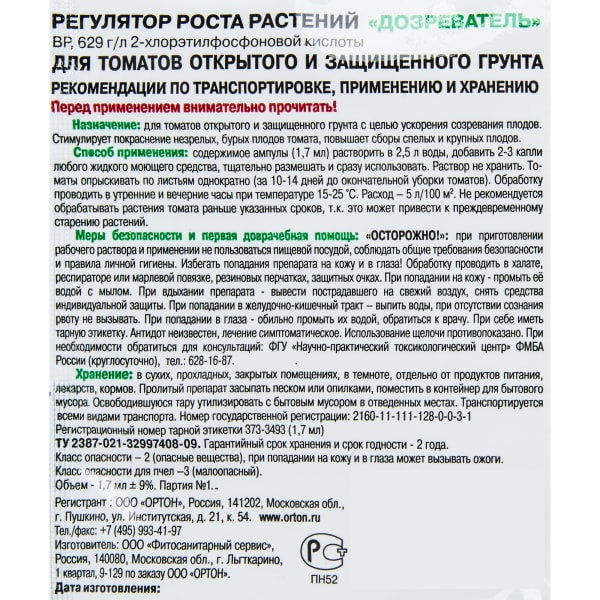 РЕГУЛЯТОР РОСТА РАСТЕНИЙ «ДОЗРЕВАТЕЛЬ»
ВР, 629 г/л 2-хлорэтилфосфоновой кислоты
ДЛЯ ТОМАТОВ ОТКРЫТОГО И ЗАЩИЩЕННОГО ГРУНТА
РЕКОМЕНДАЦИИ ПО ТРАНСПОРТИРОВКЕ, ПРИМЕНЕНИЮ И ХРАНЕНИЮ
Перед применением внимательно прочитать!
Назначение: для томатов открытого и защищенного грунта с целью ускорения созревания плодов.
Стимулирует покраснение незрелых, бурых плодов томата, повышает сборы спелых и крупных плодов.
Способ применения: содержимое ампулы (1,7 мл) растворить в 2,5 л воды, добавить 2-3 капли
любого жидкого моющего средства, тщательно размешать и сразу использовать. Раствор не хранить. То-
маты опрыскивать по листьям однократно (за 10-14 дней до окончательной уборки томатов). Обработку
проводить в утренние и вечерние часы при температуре 15-25 °С. Расход – 5 л/100 м². Не рекомендуется
обрабатывать растения томата раньше указанных сроков, т.к. это может привести к преждевременному
старению растений.
Меры безопасности и первая доврачебная помощь: «ОСТОРОЖНО!»: при приготовлении
рабочего раствора и применении не пользоваться пищевой посудой, соблюдать общие требования безопасности
и правила личной гигиены. Избегать попадания препарата на кожу и в глаза! Обработку проводить в халате,
респираторе или марлевой повязке, резиновых перчатках, защитных очках. При попадании на кожу - промыть её
водой с мылом. При вдыхании препарата - вывести пострадавшего на свежий воздух, снять средства
индивидуальной защиты. При попадании в желудочно-кишечный тракт – выпить воды, при отсутствии сознания
рвоту не вызывать. При попадании в глаза - обильно промыть их водой, обратиться к врачу. При себе иметь
тарную этикетку. Антидот неизвестен, лечение симптоматическое. Использование щелочи противопоказано. При
необходимости обратиться для консультации: ФГУ «Научно-практический токсикологический центр» ФМБА
России (круглосуточно), тел.: 628-16-87.
Хранение: в сухих, прохладных, закрытых помещениях, в темноте, отдельно от продуктов питания,
лекарств, кормов. Пролитый препарат засыпать песком или опилками, поместить в контейнер для бытового
мусора. Освободившуюся тару утилизировать с бытовым мусором в отведенных местах. Транспортируется
всеми видами транспорта. Номер государственной регистрации: 2160-11-111-128-0-0-3-1
Регистрационный номер тарной этикетки 373-3493 (1,7 мл)
ТУ 2387-021-32997408-09. Гарантийный срок хранения и срок годности - 2 года.
Класс опасности – 2 (опасные вещество), при попадании на кожу и в глаза может вызывать ожоги.
Класс опасности для пчел –3 (малоопасный).
Объем - 1,7 мл ± 9%. Партия №1..
Регистрант : ООО «ОРТОН», Россия, 141202, Московская обл.,
г. Пушкино, ул. Институтская, д. 21, к. 54. www.orton.ru
Тел./факс: +7 (495) 993-41-97
Изготовитель: ООО «Фитосанитарный сервис»,
Россия, 140080, Московская обл., г. Лыткарино,
1 квартал, 9-129 по заказу ООО «ОРТОН».
Дата изготовления:
РСТ
ПН52